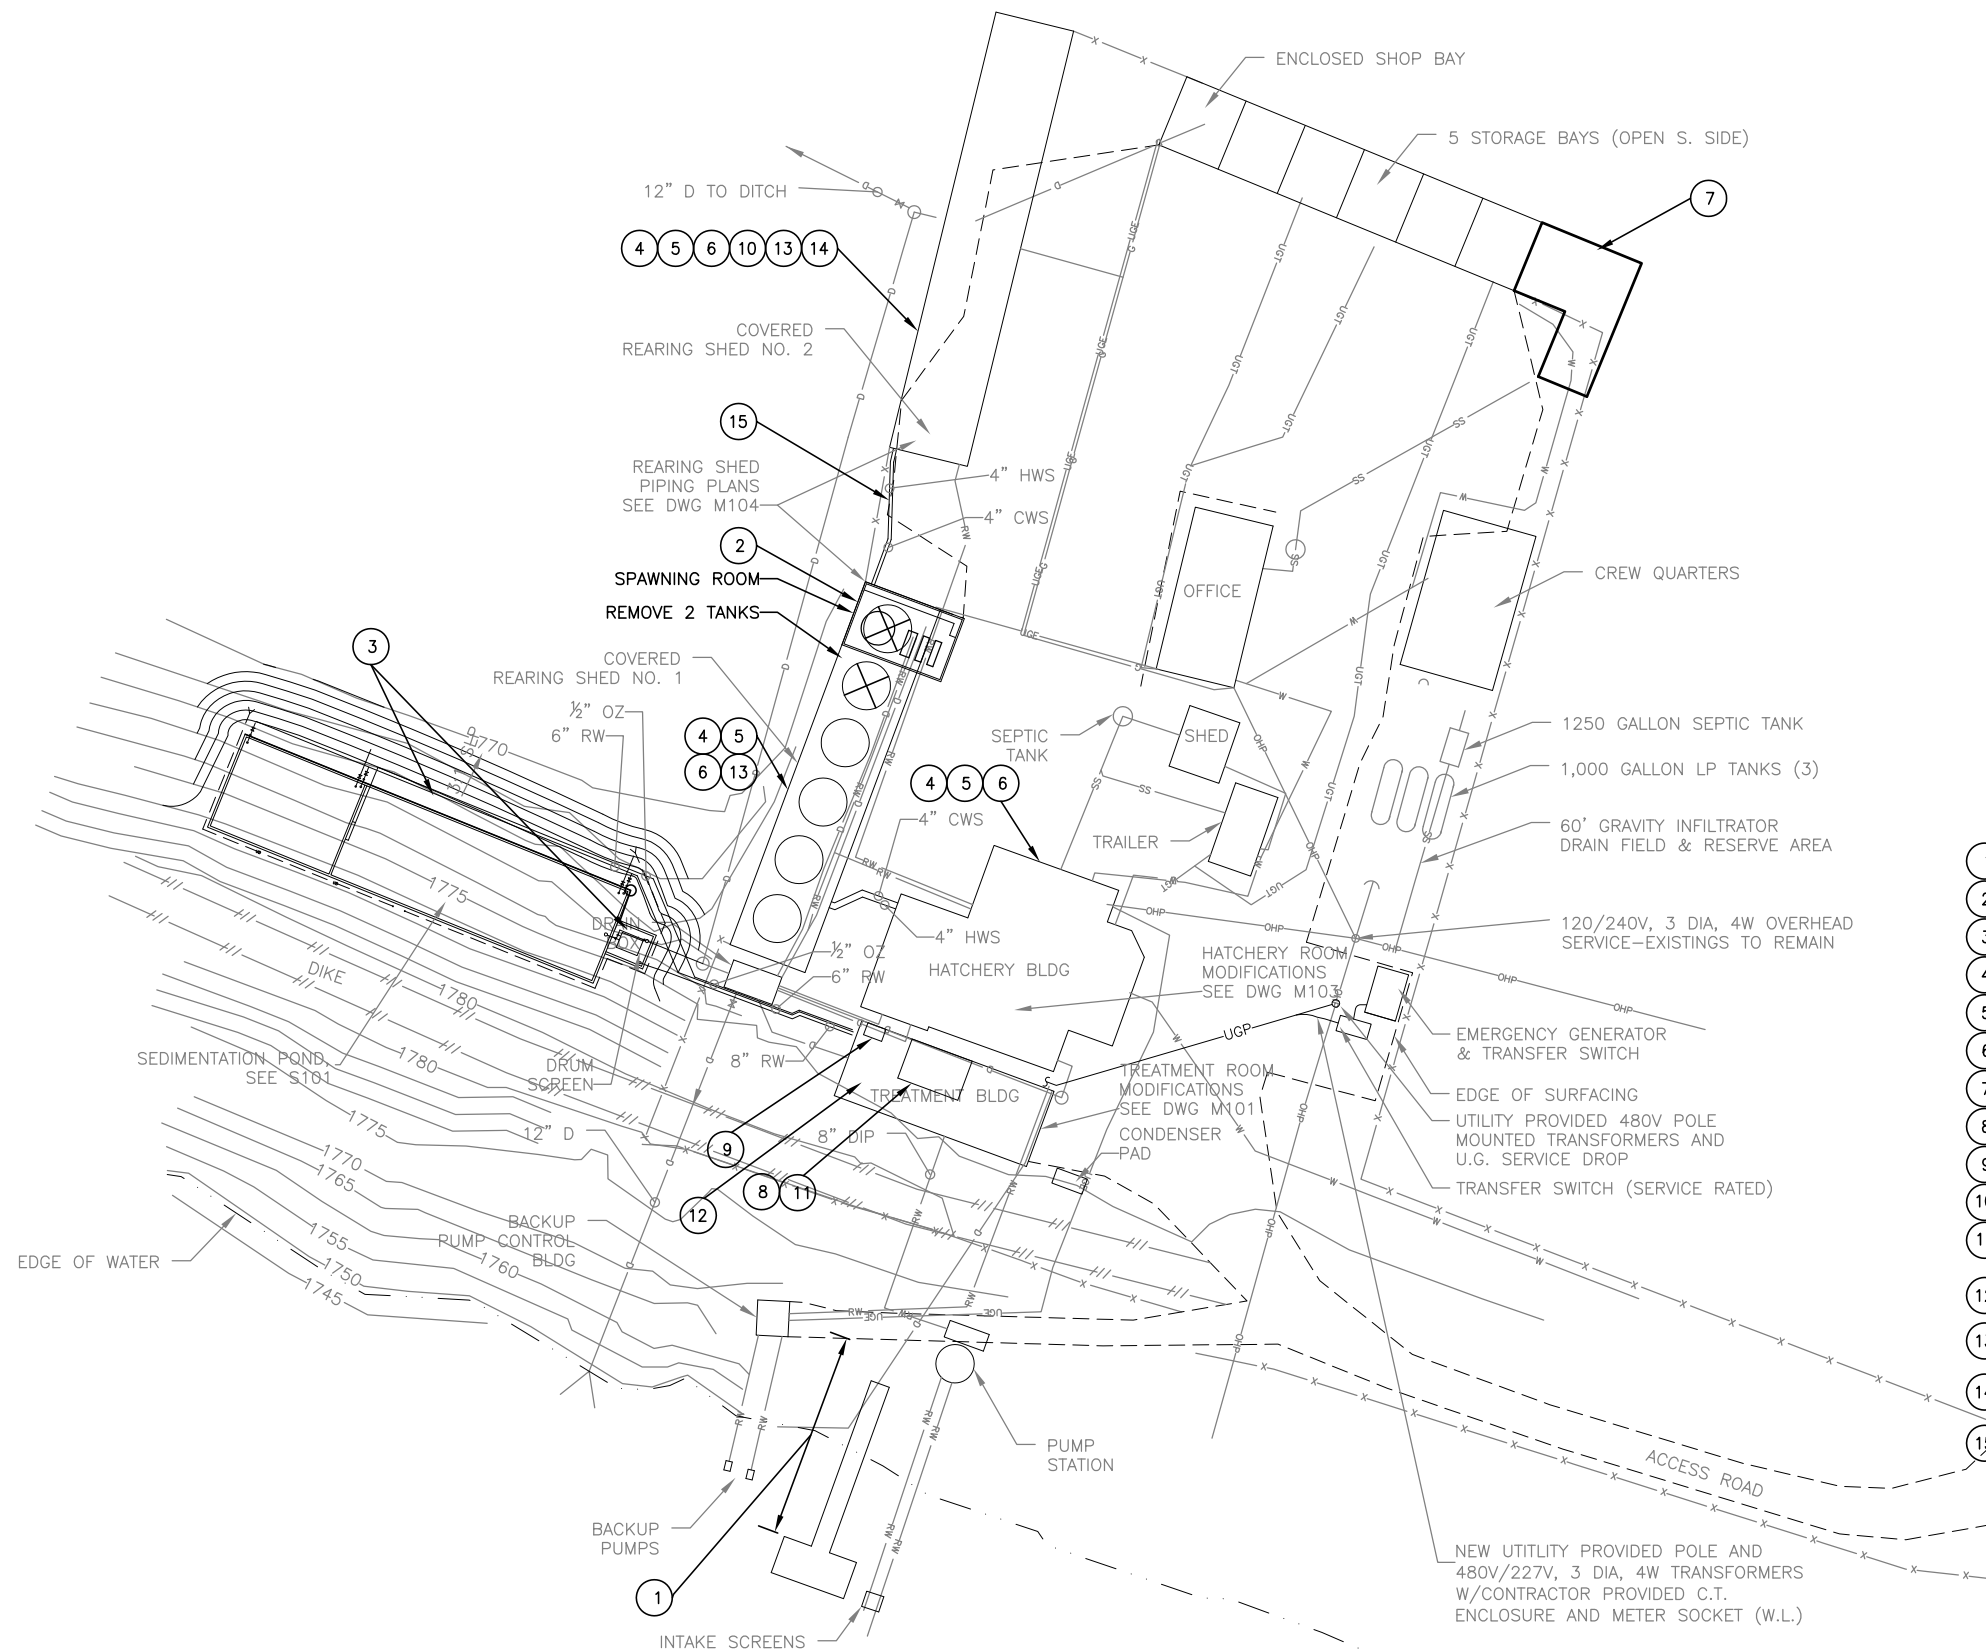 ENCLOSED SHOP BAY
5 STORAGE BAYS (OPEN S. SIDE)
12" D TO DITCH
7
4 5 6 10 13 14
COVERED
REARING SHED NO. 2
15
REARING SHED
PIPING PLANS
SEE DWG M104
4" HWS
4" CWS
2
SPAWNING ROOM
REMOVE 2 TANKS
OFFICE
CREW QUARTERS
3
COVERED
REARING SHED NO. 1
½" OZ
6" RW
1770
4 5
6 13
SEPTIC
TANK
SHED
1250 GALLON SEPTIC TANK
1,000 GALLON LP TANKS (3)
4 5 6
4" CWS
TRAILER
60' GRAVITY INFILTRATOR
DRAIN FIELD & RESERVE AREA
1775
120/240V, 3 DIA, 4W OVERHEAD
SERVICE-EXISTINGS TO REMAIN
4" HWS
½" OZ
6" RW
HATCHERY BLDG
HATCHERY ROOM
MODIFICATIONS
SEE DWG M103
DIKE
1780
UGP
EMERGENCY GENERATOR
& TRANSFER SWITCH
SEDIMENTATION POND,
SEE S101
1780
DRUM
SCREEN
8" RW
TREATMENT BLDG
TREATMENT ROOM
MODIFICATIONS
SEE DWG M101
EDGE OF SURFACING
UTILITY PROVIDED 480V POLE
MOUNTED TRANSFORMERS AND
U.G. SERVICE DROP
1775
12" D
8" DIP
CONDENSER
PAD
9
8 11
12
TRANSFER SWITCH (SERVICE RATED)
1770
1765
BACKUP
PUMP CONTROL
BLDG
EDGE OF WATER
1755
1760
1750
1745
PUMP
STATION
ACCESS ROAD
BACKUP
PUMPS
1
INTAKE SCREENS
NEW UTITLITY PROVIDED POLE AND
480V/227V, 3 DIA, 4W TRANSFORMERS
W/CONTRACTOR PROVIDED C.T.
ENCLOSURE AND METER SOCKET (W.L.)